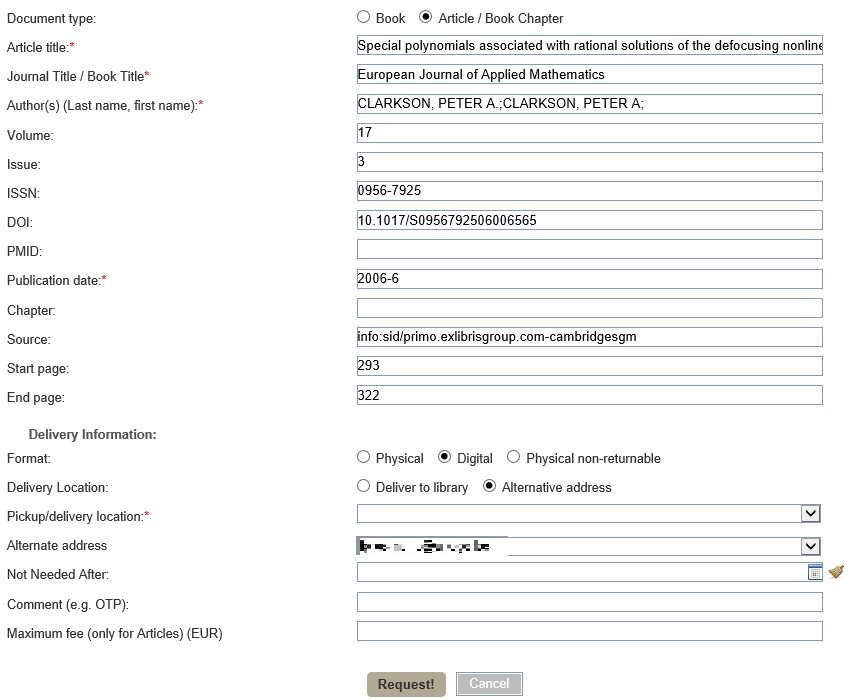 Document type: Book Article / Book Chapter
Article title:* Special polynomials associated with rational solutions of the defocusing nonline
Journal Title / Book Title* European Journal of Applied Mathematics
Author(s) (Last name, first name):* CLARKSON, PETER A.;CLARKSON, PETER A;
Volume: 17
Issue: 3
ISSN: 0956-7925
DOI: 10.1017/S0956792506006565
PMID:
Publication date:* 2006-6
Chapter:
Source: info:sid/primo.exlibrisgroup.com-cambridgesgm
Start page: 293
End page: 322
Delivery Information:
Format: Physical Digital Physical non-returnable
Delivery Location: Deliver to library Alternative address
Pickup/delivery location:*
Alternate address
Not Needed After:
Comment (e.g. OTP):
Maximum fee (only for Articles) (EUR)
Request! Cancel